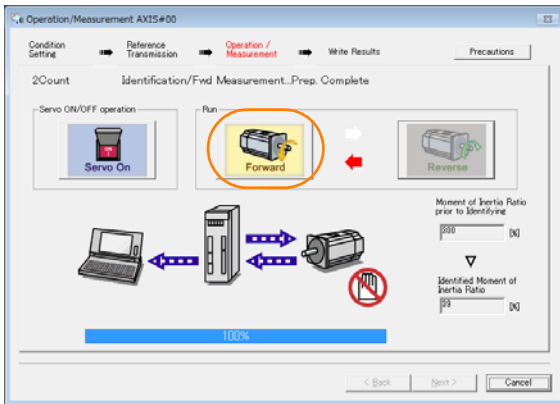 Operation/Measurement AXIS#00
Condition Setting
Reference Transmission
Operation / Measurement
Write Results
Precautions
2Count Identification/Fwd Measurement...Prep. Complete
Servo ON/OFF operation
Run
ON
Servo On
Forward
Reverse
Moment of Inertia Ratio
prior to Identifying
300 [%]
Identified Moment of
Inertia Ratio
[%]
100%
< Back
Next >
Cancel